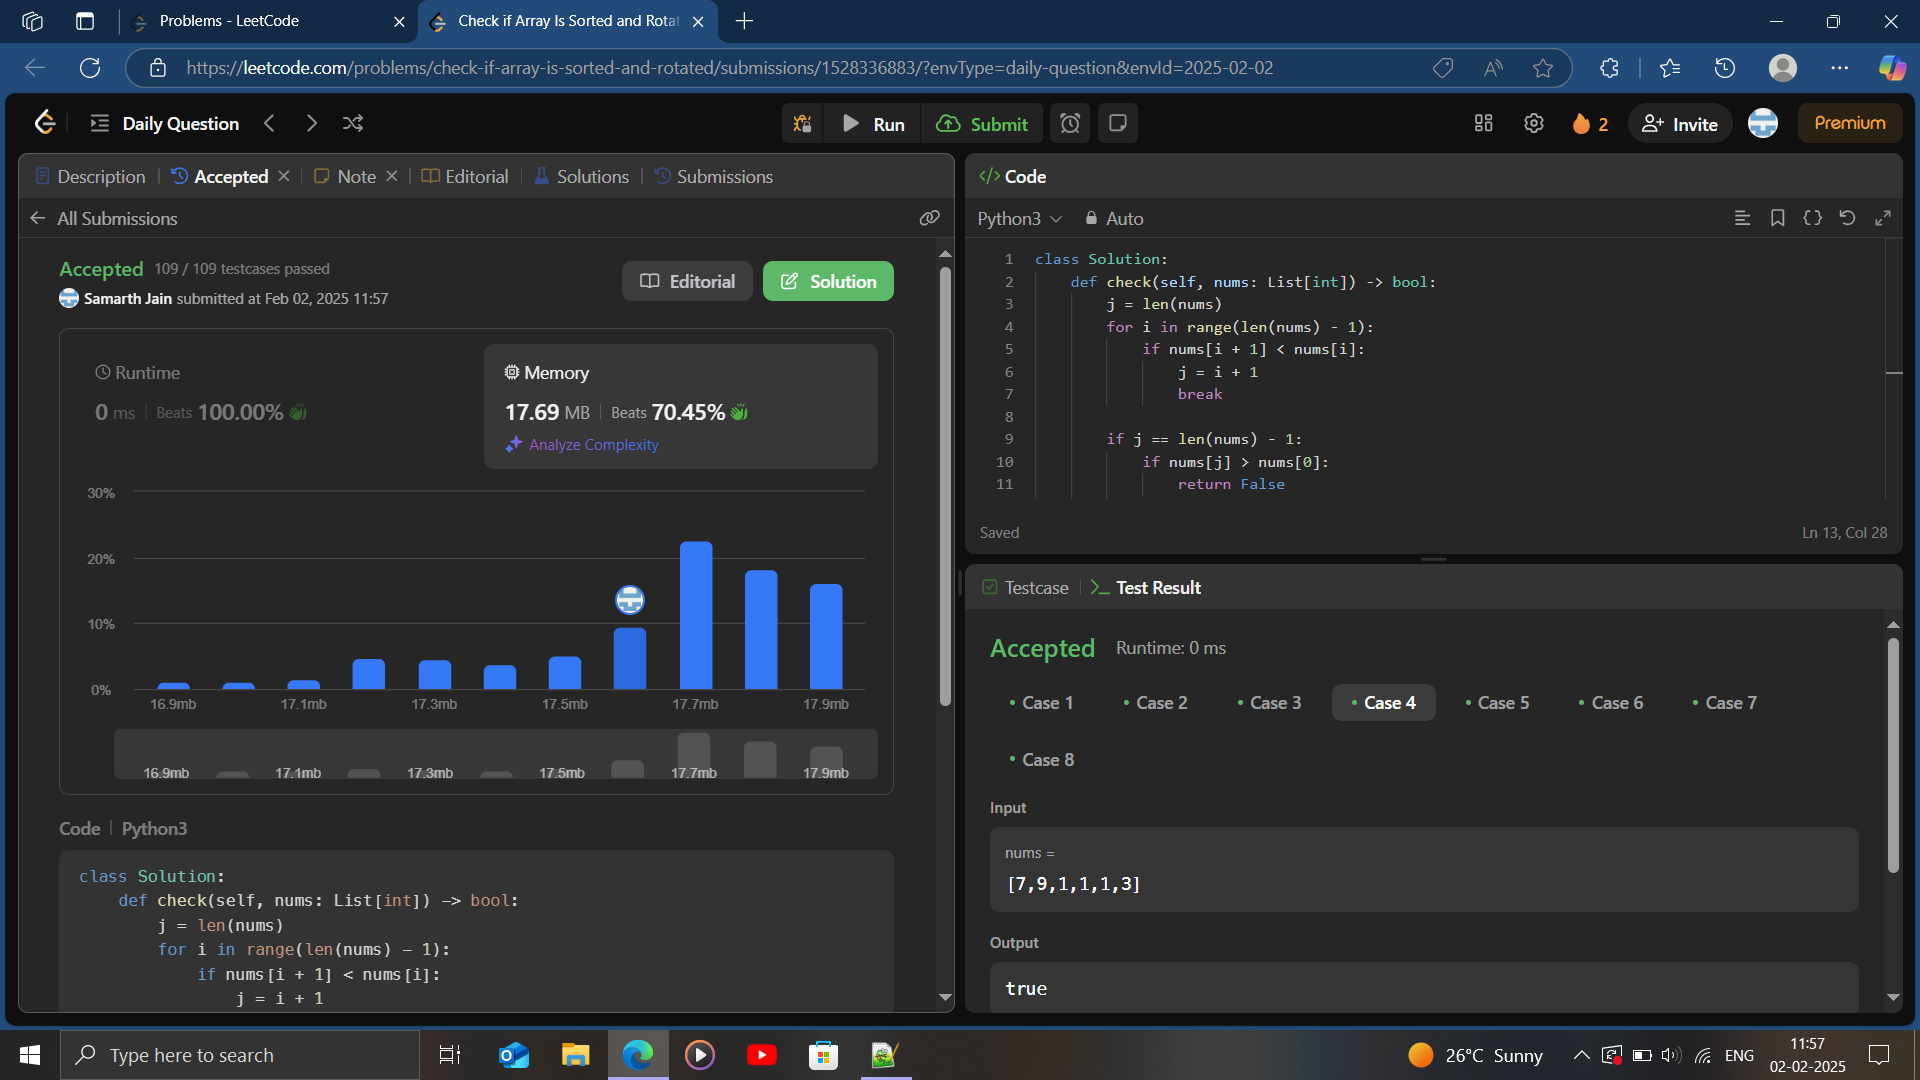 Problems - LeetCode
Check if Array Is Sorted and Rotat
https://leetcode.com/problems/check-if-array-is-sorted-and-rotated/submissions/1528336883/?envType=daily-question&envId=2025-02-02
Daily Question
Run
Submit
2
Invite
Premium
Description
Accepted
Note
Editorial
Solutions
Submissions
All Submissions
Accepted 109 / 109 testcases passed
Samarth Jain submitted at Feb 02, 2025 11:57
Editorial
Solution
Runtime
0 ms Beats 100.00%
Memory
17.69 MB Beats 70.45%
Analyze Complexity
30%
20%
10%
0%
16.9mb 17.1mb 17.3mb 17.5mb 17.7mb 17.9mb
16.9mb 17.1mb 17.3mb 17.5mb 17.7mb 17.9mb
Code | Python3
class Solution:
    def check(self, nums: List[int]) -> bool:
        j = len(nums)
        for i in range(len(nums) - 1):
            if nums[i + 1] < nums[i]:
                j = i + 1
</> Code
Python3 Auto
1 class Solution:
2     def check(self, nums: List[int]) -> bool:
3         j = len(nums)
4         for i in range(len(nums) - 1):
5             if nums[i + 1] < nums[i]:
6                 j = i + 1
7                 break
8
9         if j == len(nums) - 1:
10             if nums[j] > nums[0]:
11                 return False
Saved
Ln 13, Col 28
Testcase
>_ Test Result
Accepted Runtime: 0 ms
• Case 1 • Case 2 • Case 3 • Case 4 • Case 5 • Case 6 • Case 7
• Case 8
Input
nums =
[7,9,1,1,1,3]
Output
true
Type here to search
26°C Sunny
ENG
11:57
02-02-2025